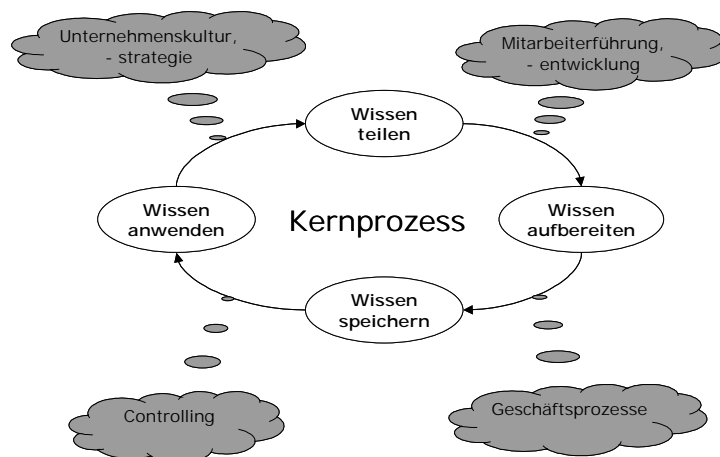 Unternehmenskultur,
- strategie
Mitarbeiterführung,
- entwicklung
Wissen
teilen
Wissen
anwenden
Kernprozess
Wissen
aufbereiten
Wissen
speichern
Controlling
Geschäftsprozesse